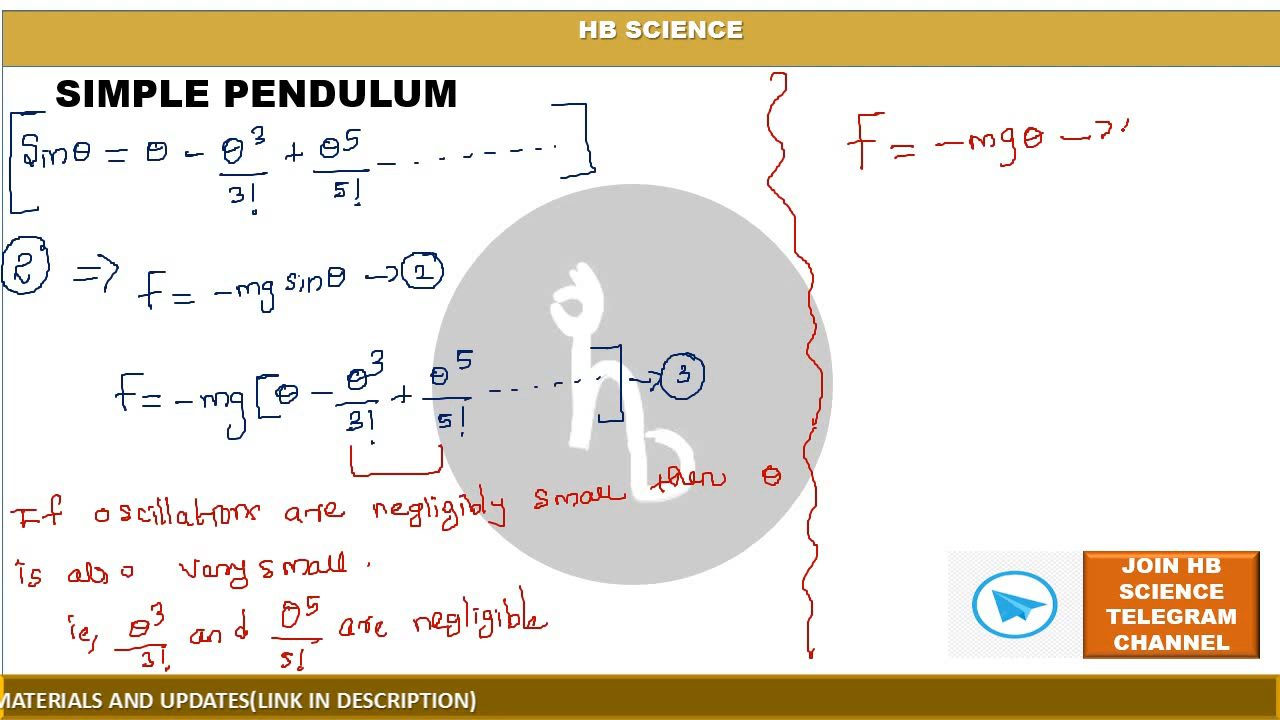 HB SCIENCE
SIMPLE PENDULUM
[Sinθ = θ - θ³/3! + θ⁵/5! - - - - - - - - -]
② ⇒ F = -mg sinθ → ①
F = -mg [θ - θ³/3! + θ⁵/5! - - - - - - -] → ③
If oscillations are negligibly small then θ
is also vary small.
ie, θ³/3! and θ⁵/5! are negligible
F = -mgθ →
JOIN HB
SCIENCE
TELEGRAM
CHANNEL
MATERIALS AND UPDATES(LINK IN DESCRIPTION)